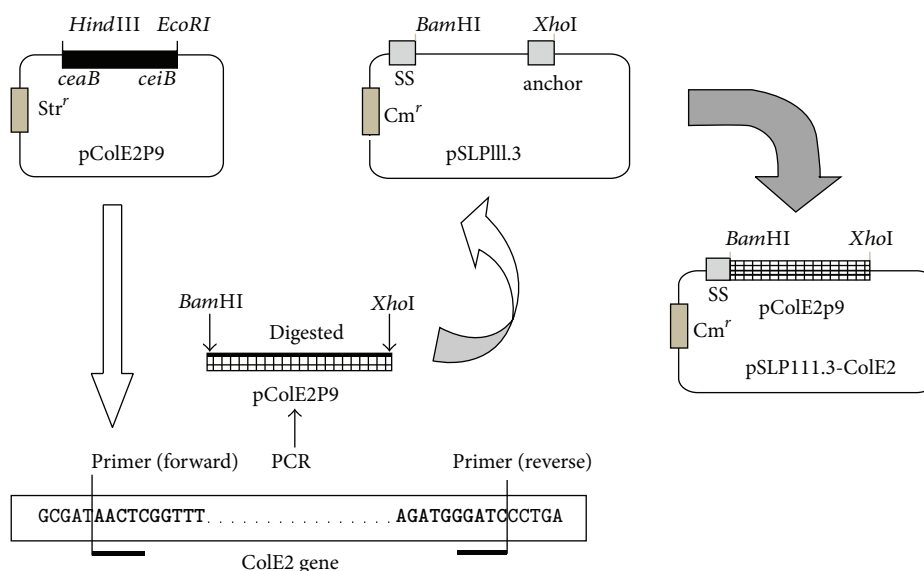 HindIII EcoRI
ceaB ceiB
Str^r
pColE2P9
BamHI XhoI
SS anchor
Cm^r
pSLPlll.3
BamHI XhoI
SS
pColE2p9
Cm^r
pSLP111.3-ColE2
BamHI XhoI
Digested
pColE2P9
PCR
Primer (forward) Primer (reverse)
GCGATAACTCGGTTT. . . . . . . . . . . . . . . . .AGATGGGATCCCTGA
ColE2 gene